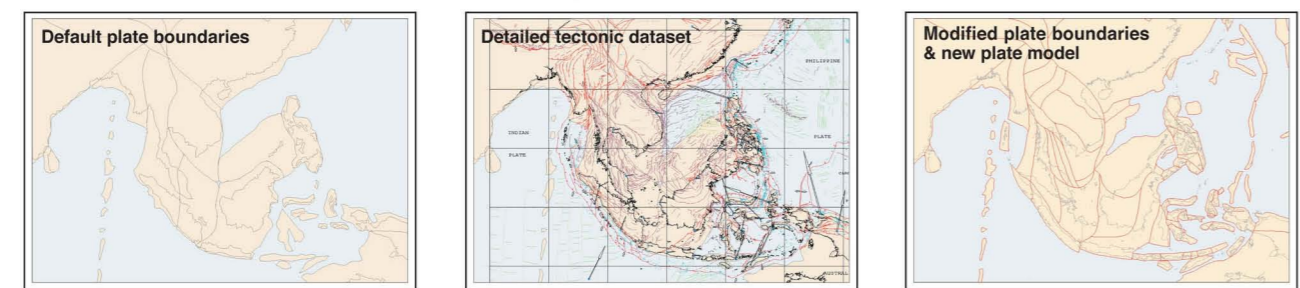 Default plate boundaries
Detailed tectonic dataset
PHILIPPINE
INDIAN
PLATE
PLATE
Modified plate boundaries
& new plate model